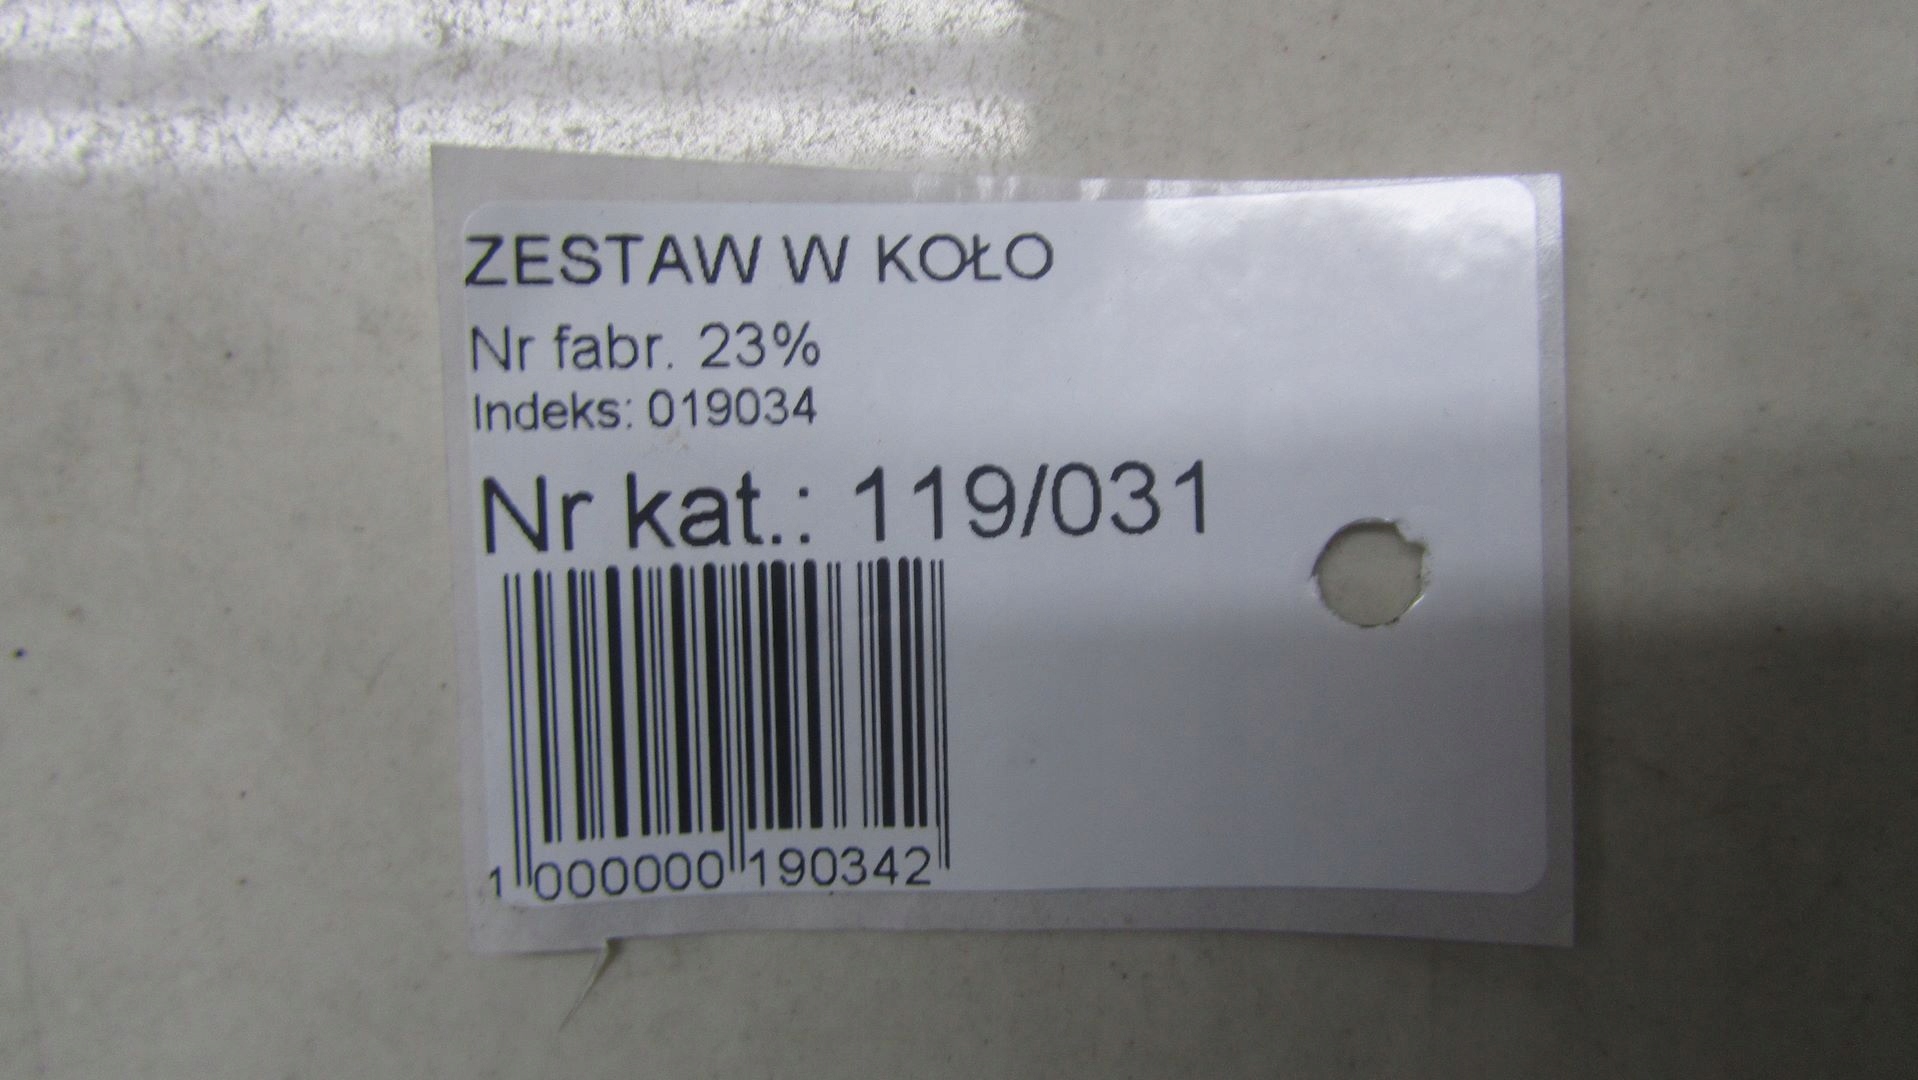 ZESTAW W KOŁO
Nr fabr. 23%
Indeks: 019034
Nr kat.: 119/031
1 000000 190342